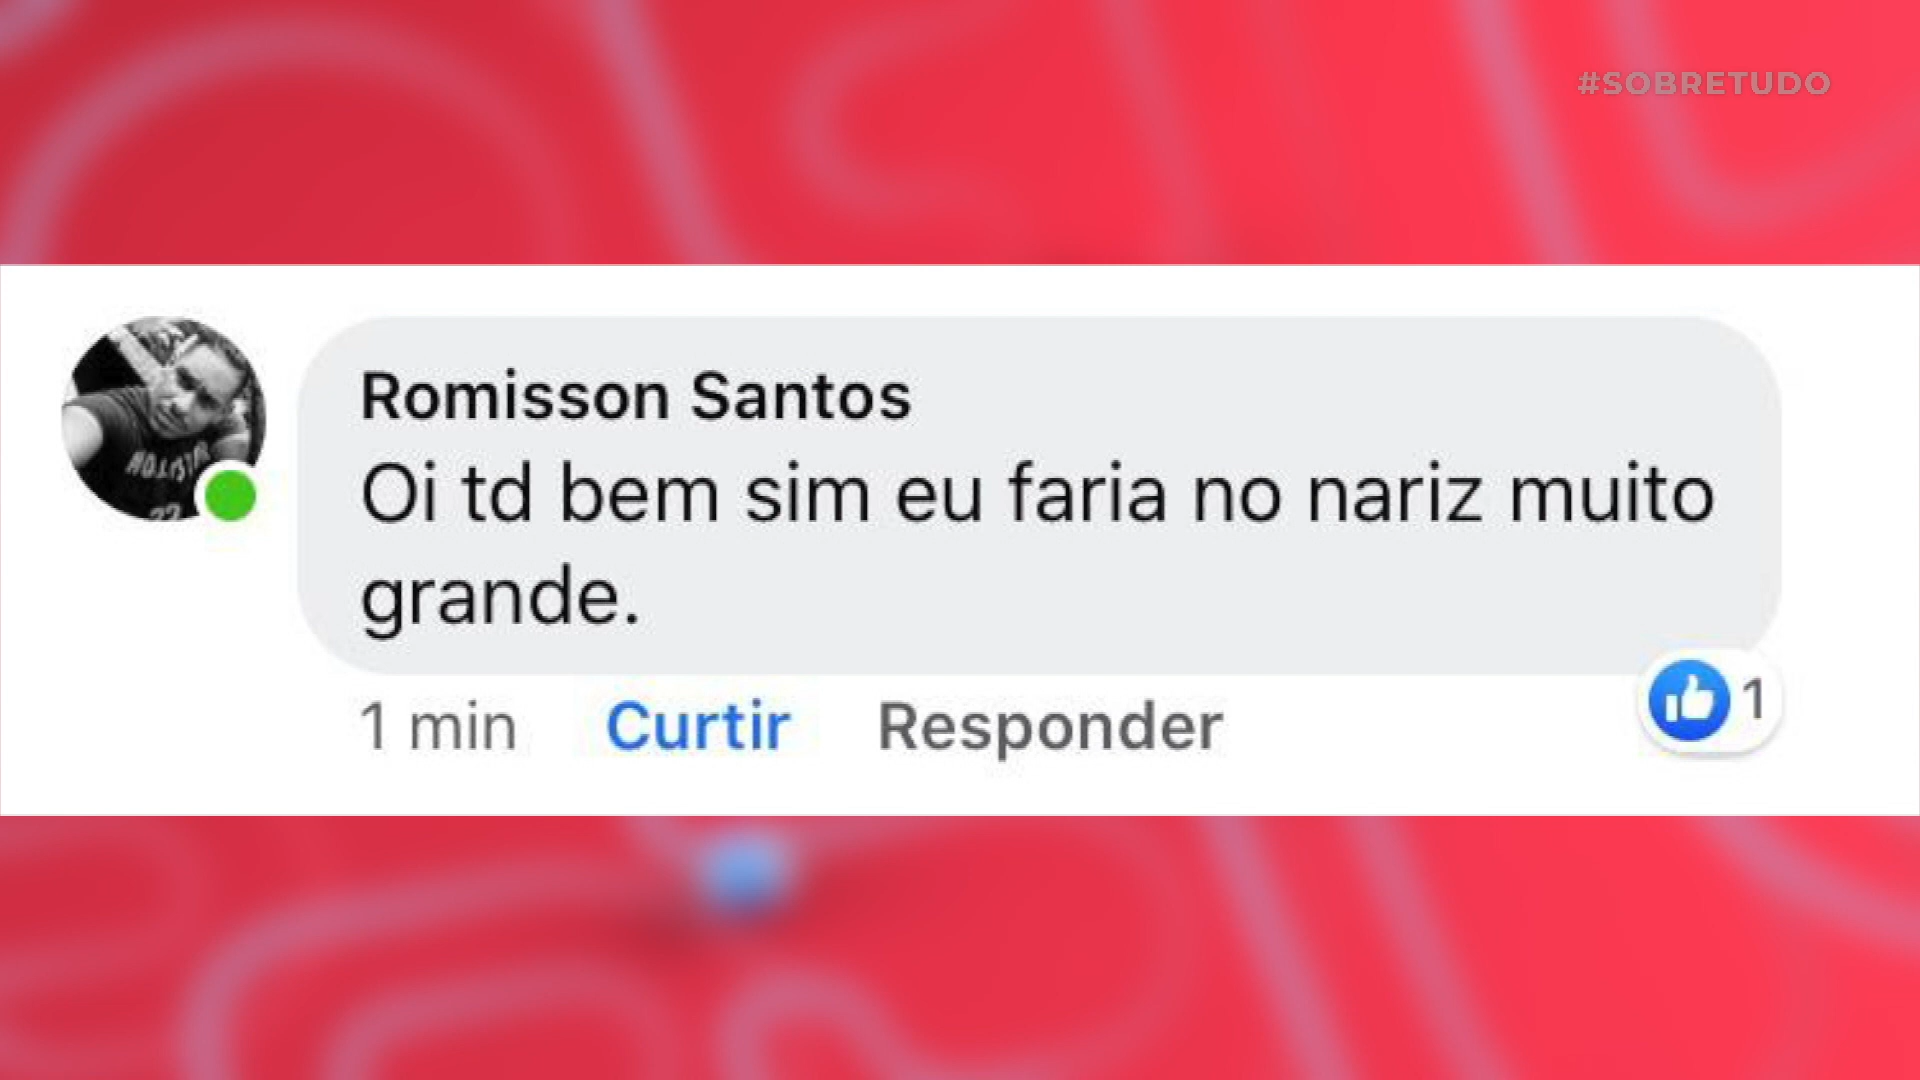 #SOBRETUDO
Romisson Santos
Oi td bem sim eu faria no nariz muito
grande.
1 min Curtir Responder 1